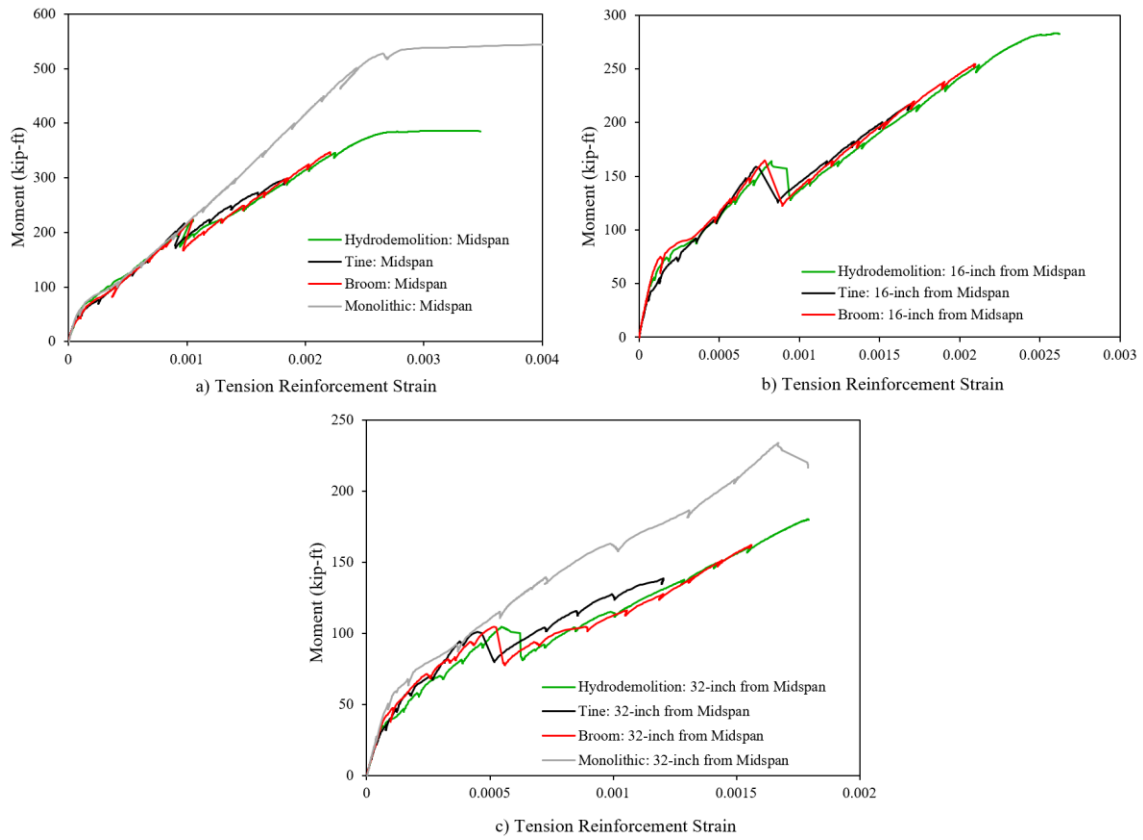 600
500
400
300
200
100
0
Moment (kip-ft)
Hydrodemolition: Midspan
Tine: Midspan
Broom: Midspan
Monolithic: Midspan
0
0.001
0.002
0.003
0.004
a) Tension Reinforcement Strain
300
250
200
150
100
50
0
Moment (kip-ft)
Hydrodemolition: 16-inch from Midspan
Tine: 16-inch from Midspan
Broom: 16-inch from Midsapn
0
0.0005
0.001
0.0015
0.002
0.0025
0.003
b) Tension Reinforcement Strain
250
200
150
100
50
0
Moment (kip-ft)
Hydrodemolition: 32-inch from Midspan
Tine: 32-inch from Midspan
Broom: 32-inch from Midspan
Monolithic: 32-inch from Midspan
0
0.0005
0.001
0.0015
0.002
c) Tension Reinforcement Strain